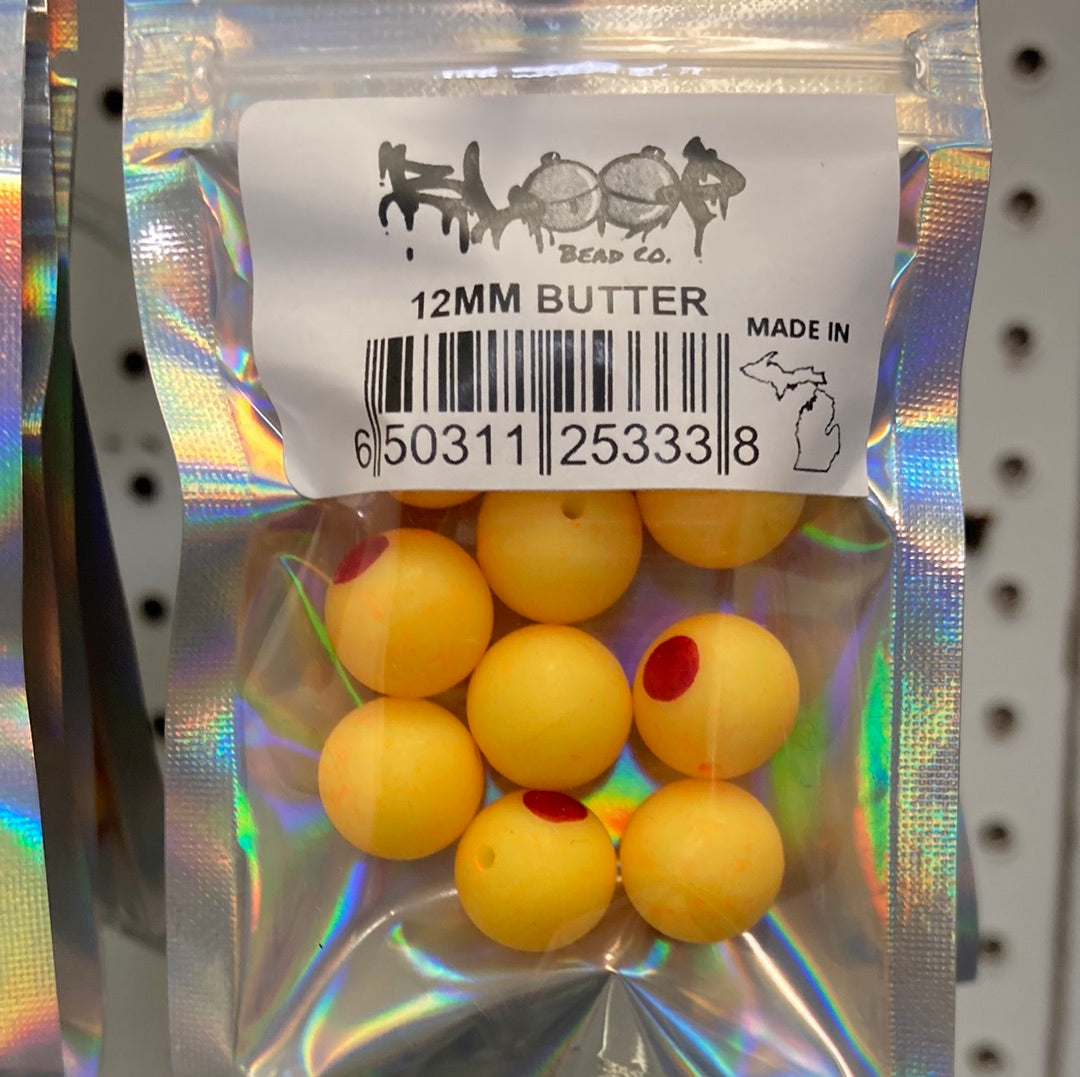 BLOOP
BEAD CO.
12MM BUTTER
MADE IN
6 50311 25333 8